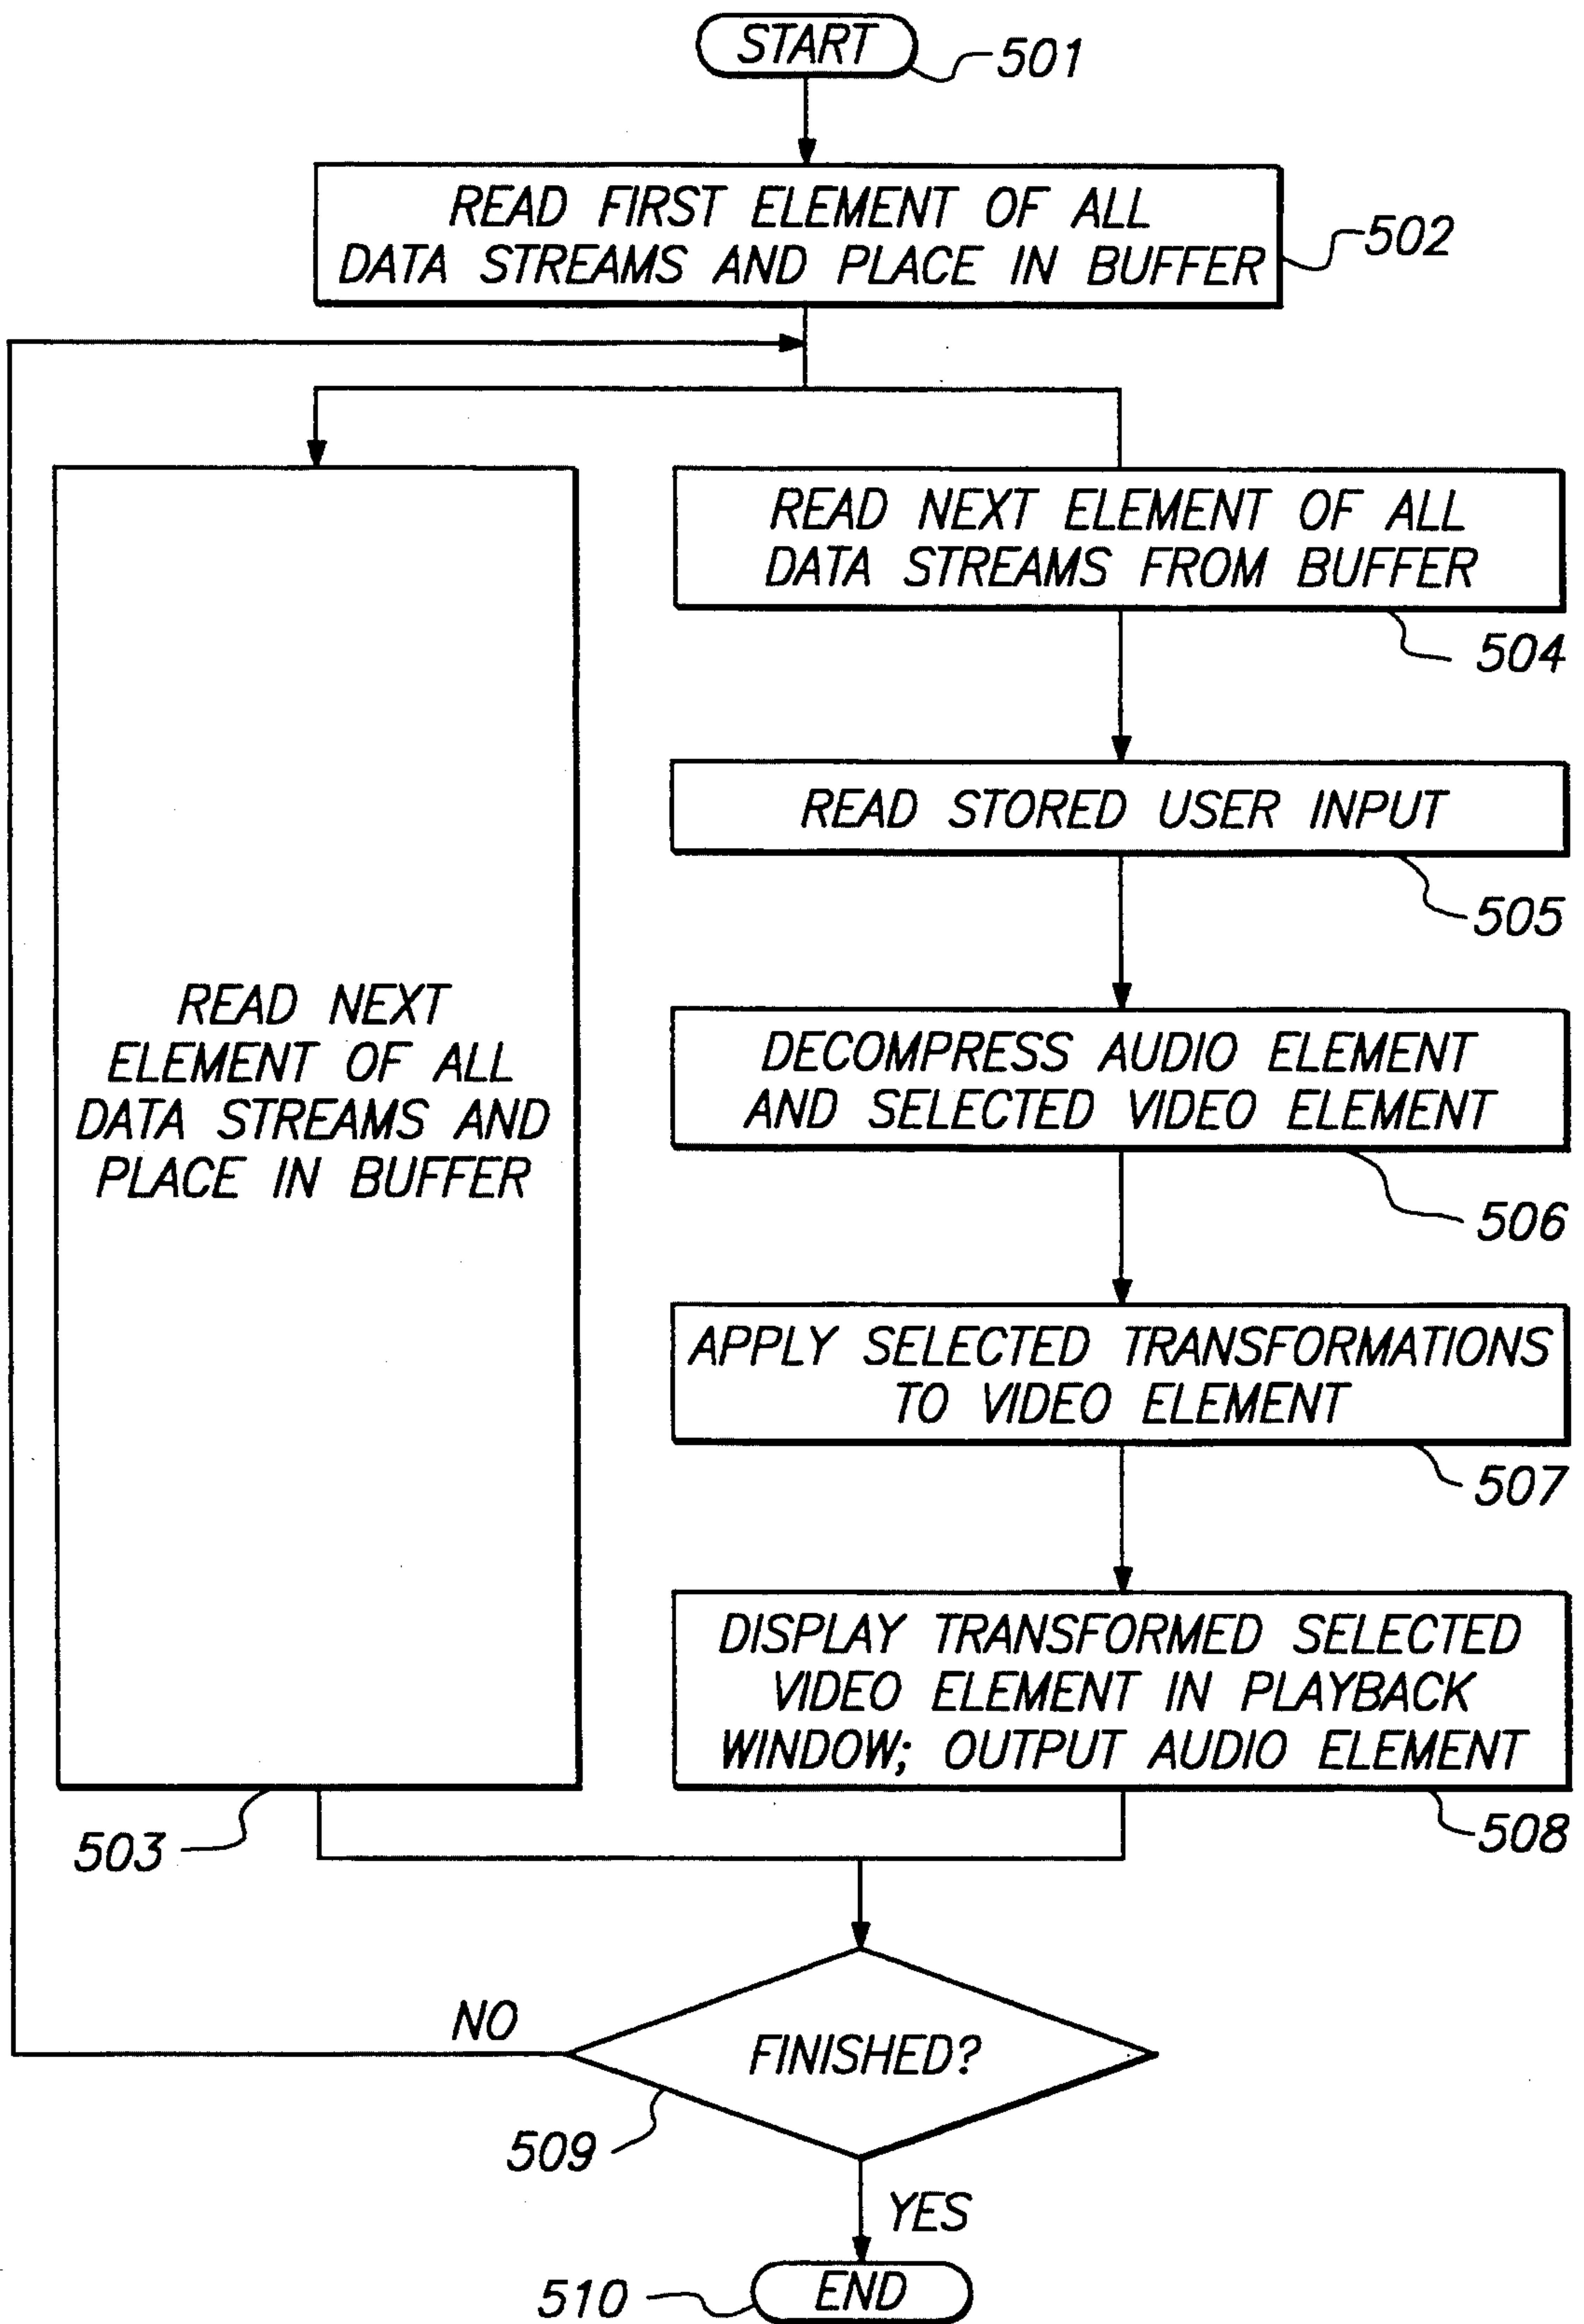 START
501
READ FIRST ELEMENT OF ALL
DATA STREAMS AND PLACE IN BUFFER
502
READ NEXT
ELEMENT OF ALL
DATA STREAMS AND
PLACE IN BUFFER
503
READ NEXT ELEMENT OF ALL
DATA STREAMS FROM BUFFER
504
READ STORED USER INPUT
505
DECOMPRESS AUDIO ELEMENT
AND SELECTED VIDEO ELEMENT
506
APPLY SELECTED TRANSFORMATIONS
TO VIDEO ELEMENT
507
DISPLAY TRANSFORMED SELECTED
VIDEO ELEMENT IN PLAYBACK
WINDOW; OUTPUT AUDIO ELEMENT
508
NO
FINISHED?
509
YES
END
510